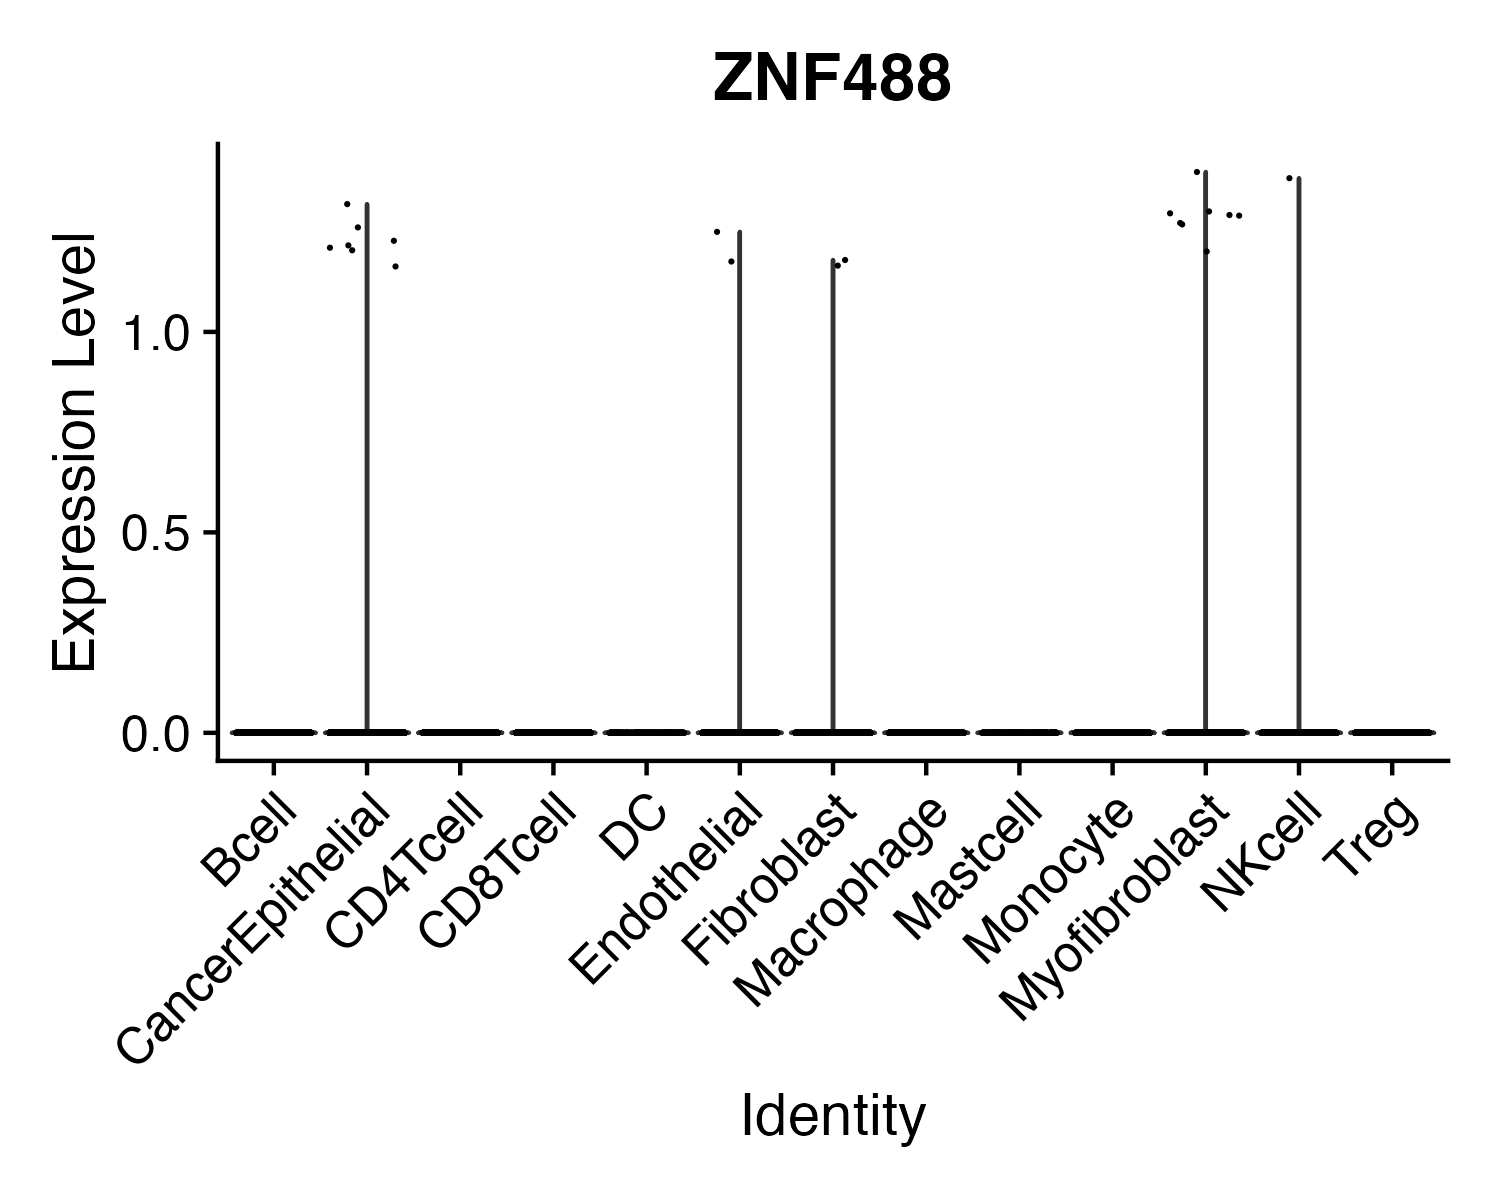 ZNF488
Expression Level
1.0
0.5
0.0
Bcell
CancerEpithelial
CD4Tcell
CD8Tcell
DC
Endothelial
Fibroblast
Macrophage
Mastcell
Monocyte
Myofibroblast
NKcell
Treg
Identity